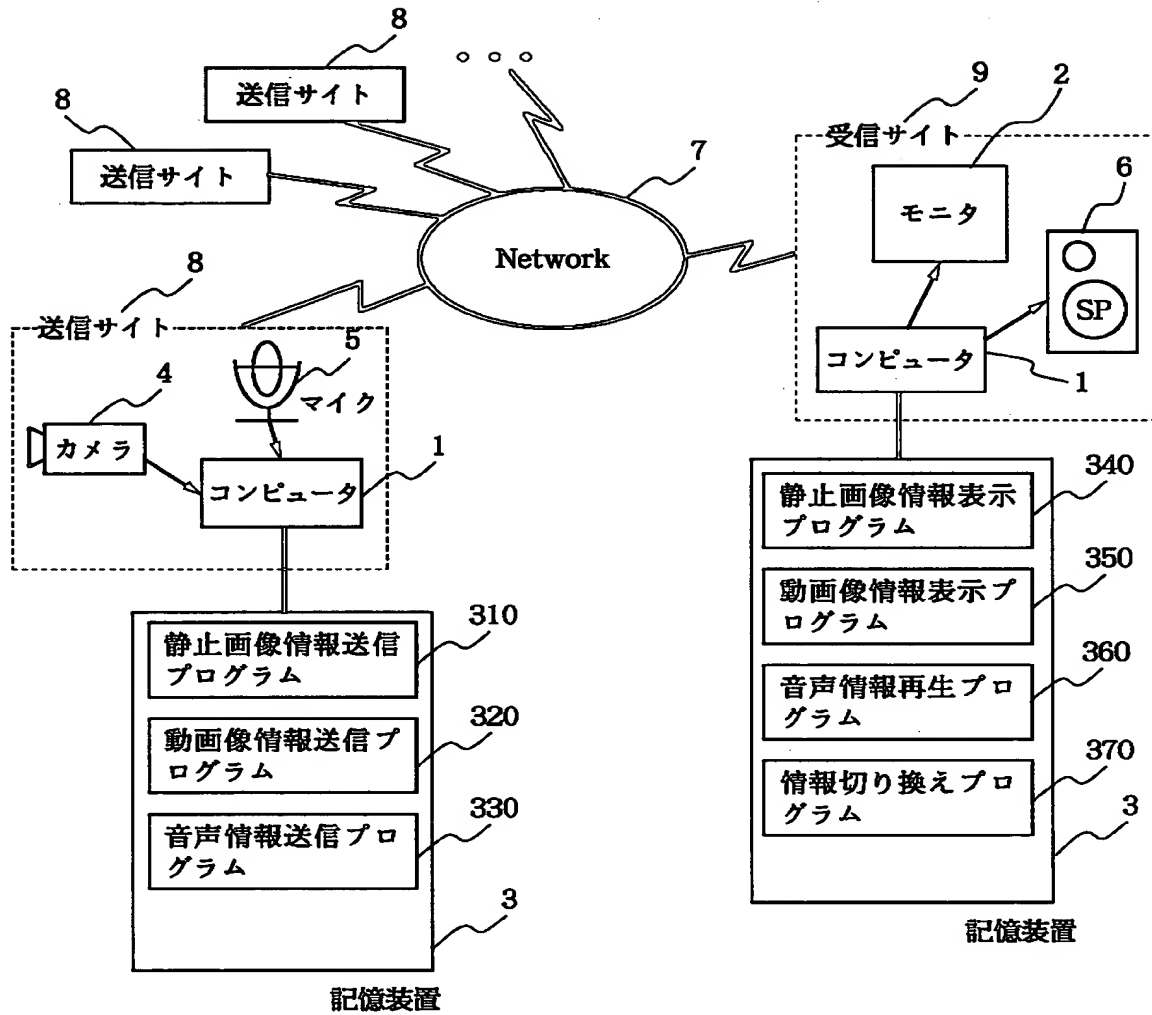 8
送信サイト
8
送信サイト
7
Network
9
受信サイト
2
モニタ
6
SP
コンピュータ
1
8
送信サイト
5
マイク
4
カメラ
1
コンピュータ
310
静止画像情報送信
プログラム
320
動画像情報送信プ
ログラム
330
音声情報送信プロ
グラム
3
記憶装置
340
静止画像情報表示
プログラム
350
動画像情報表示プ
ログラム
360
音声情報再生プロ
グラム
370
情報切り換えプロ
グラム
3
記憶装置